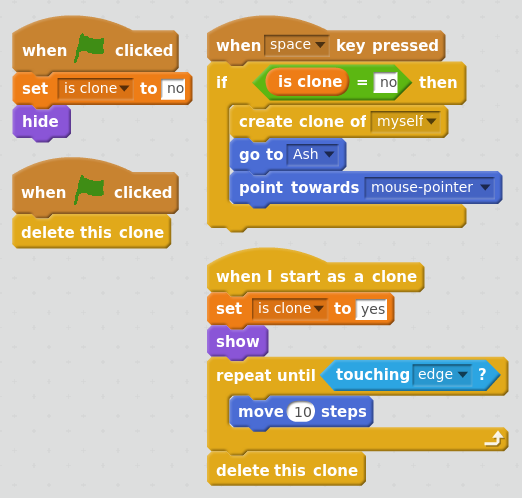 when clicked
set is clone to no
hide
when clicked
delete this clone
when space key pressed
if is clone = no then
create clone of myself
go to Ash
point towards mouse-pointer
when I start as a clone
set is clone to yes
show
repeat until touching edge ?
move 10 steps
delete this clone